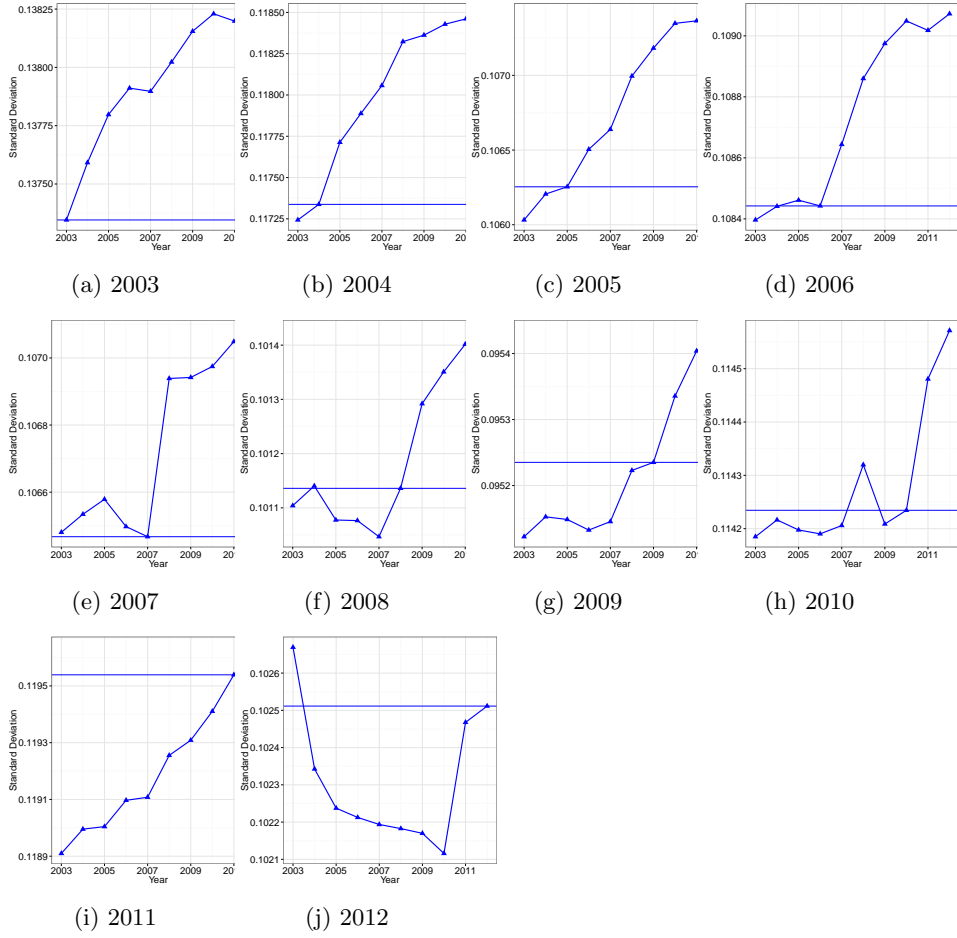 Standard Deviation
0.13825
0.13800
0.13775
0.13750
2003 2005 2007 2009 201
Year
(a) 2003
Standard Deviation
0.11850
0.11825
0.11800
0.11775
0.11750
0.11725
2003 2005 2007 2009 201
Year
(b) 2004
Standard Deviation
0.1070
0.1065
0.1060
2003 2005 2007 2009 201
Year
(c) 2005
Standard Deviation
0.1090
0.1088
0.1086
0.1084
2003 2005 2007 2009 2011
Year
(d) 2006
Standard Deviation
0.1070
0.1068
0.1066
2003 2005 2007 2009 201
Year
(e) 2007
Standard Deviation
0.1014
0.1013
0.1012
0.1011
2003 2005 2007 2009 201
Year
(f) 2008
Standard Deviation
0.0954
0.0953
0.0952
2003 2005 2007 2009 201
Year
(g) 2009
Standard Deviation
0.1145
0.1144
0.1143
0.1142
2003 2005 2007 2009 2011
Year
(h) 2010
Standard Deviation
0.1195
0.1193
0.1191
0.1189
2003 2005 2007 2009 201
Year
(i) 2011
Standard Deviation
0.1026
0.1025
0.1024
0.1023
0.1022
0.1021
2003 2005 2007 2009 2011
Year
(j) 2012